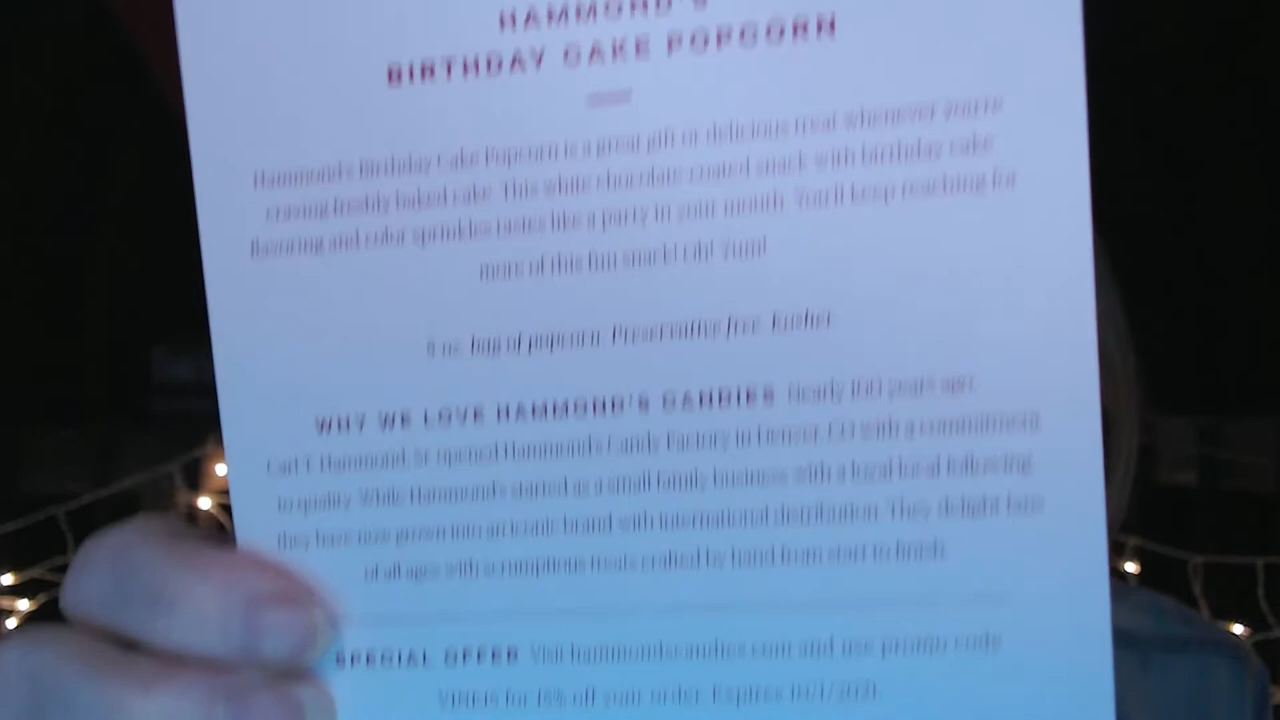 HAMMOND'S
BIRTHDAY CAKE POPCORN
Hammond's Birthday Cake Popcorn is a great gift or delicious treat whenever you're
craving freshly baked cake. This white chocolate coated snack with birthday cake
flavoring and color sprinkles tastes like a party in your mouth. You'll keep reaching for
more of this fun snack! Oh! Yum!
oz. bag of popcorn. Preservative free. Kosher.
WHY WE LOVE HAMMOND'S CANDIES Nearly 100 years ago,
Carl T. Hammond, Sr. opened Hammond's Candy Factory in Denver, CO with a commitment
to quality. While Hammond's started as a small family business with a loyal local following,
they have now grown into an iconic brand with international distribution. They delight fans
of all ages with scrumptious treats crafted by hand from start to finish.
SPECIAL OFFER Visit hammondscandies.com and use promo code
for 15% off your order. Expires 10/1/2021.